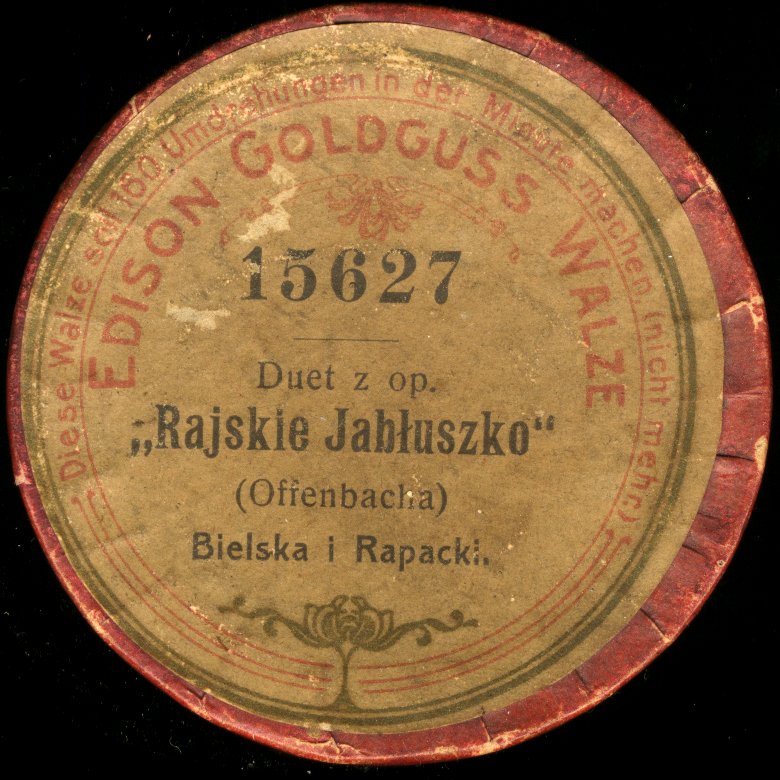 Diese Walze soll 160 Umdrehungen in der Minute machen, (nicht mehr.)
EDISON GOLDGUSS WALZE
15627
Duet z op.
„Rajskie Jabłuszko“
(Offenbacha)
Bielska i Rapacki.